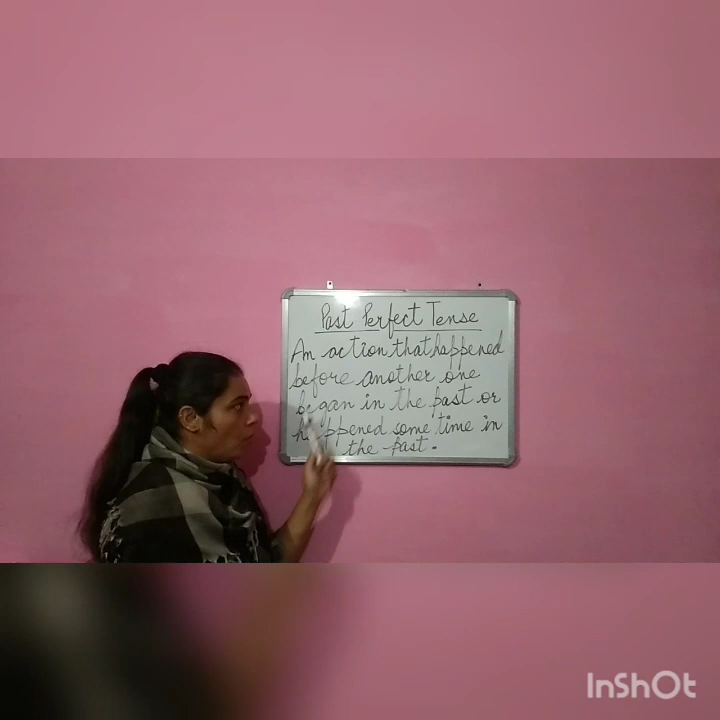 Past Perfect Tense
An action that happened
before another one
began in the past or
happened some time in
the past.
InShOt